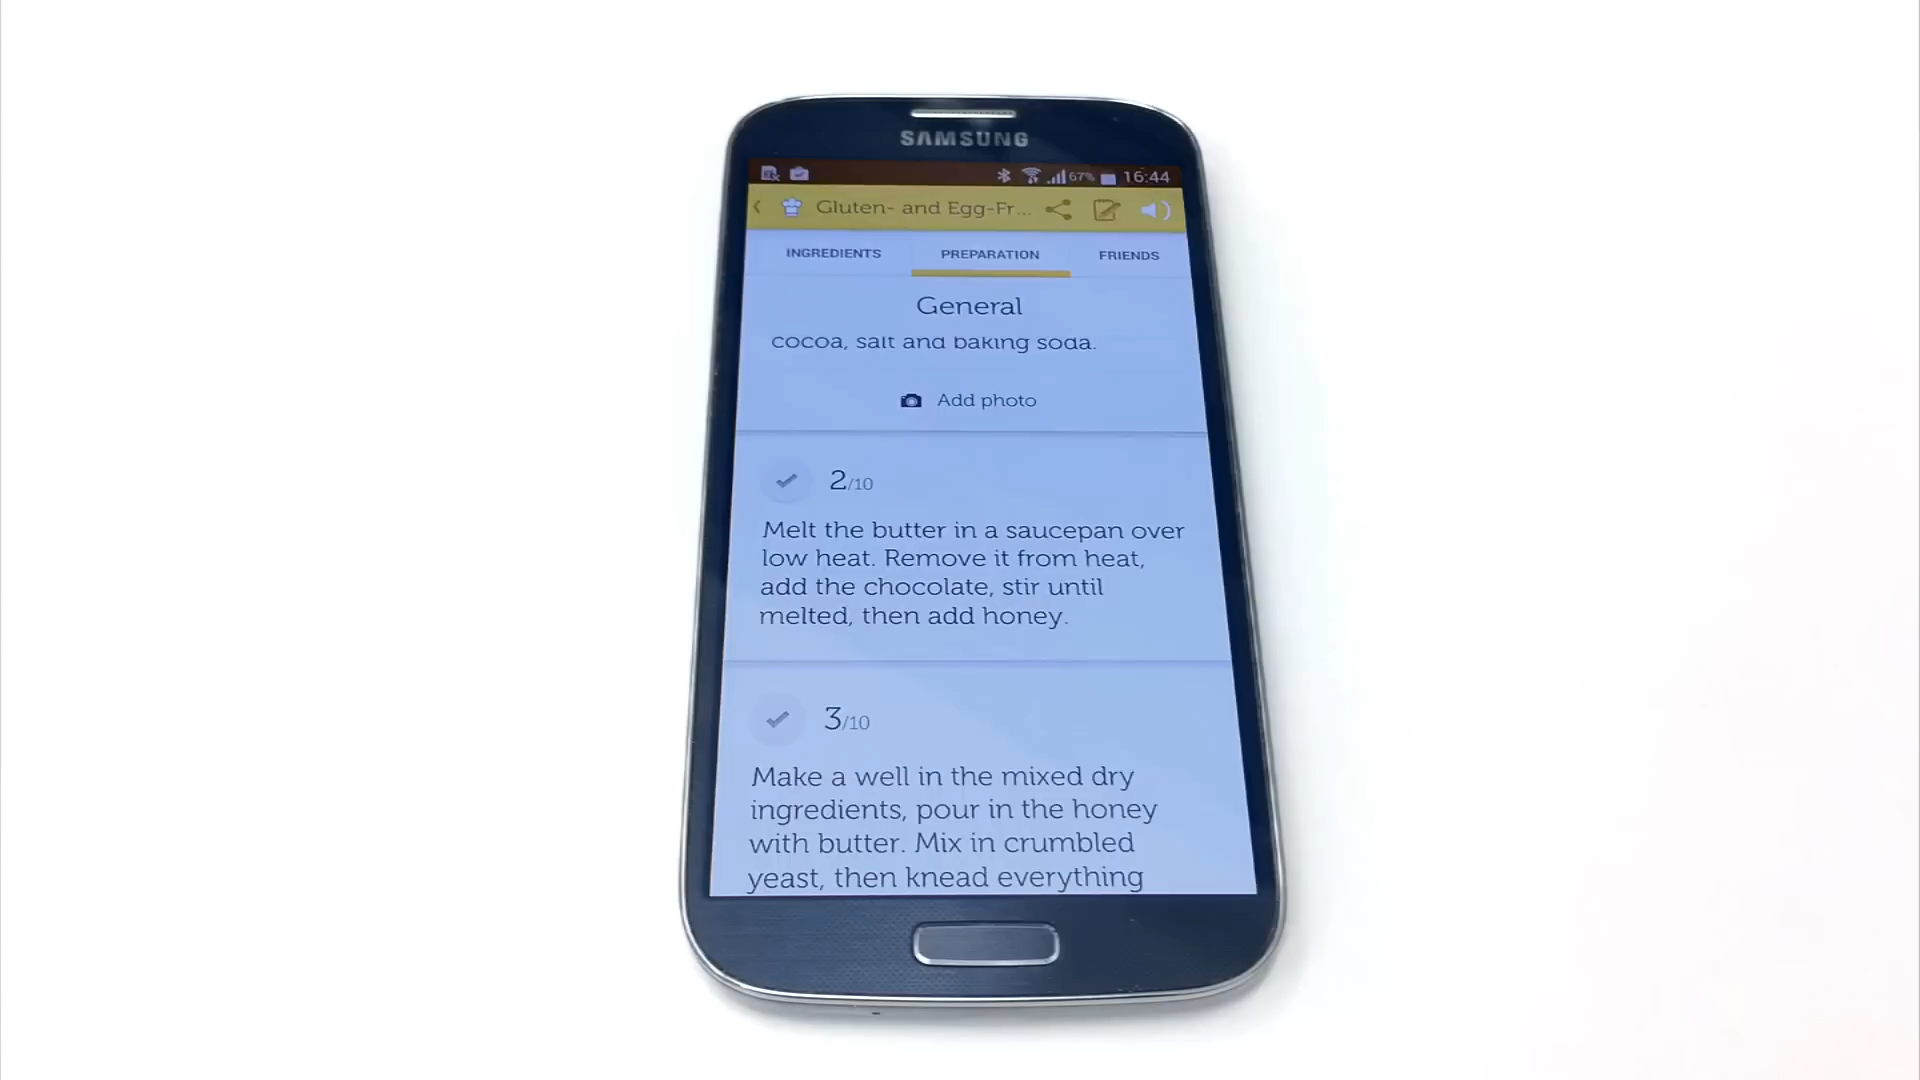 SAMSUNG
67% 16:44
Gluten- and Egg-Fr...
INGREDIENTS PREPARATION FRIENDS
General
cocoa, salt and baking soda.
Add photo
2/10
Melt the butter in a saucepan over
low heat. Remove it from heat,
add the chocolate, stir until
melted, then add honey.
3/10
Make a well in the mixed dry
ingredients, pour in the honey
with butter. Mix in crumbled
yeast, then knead everything